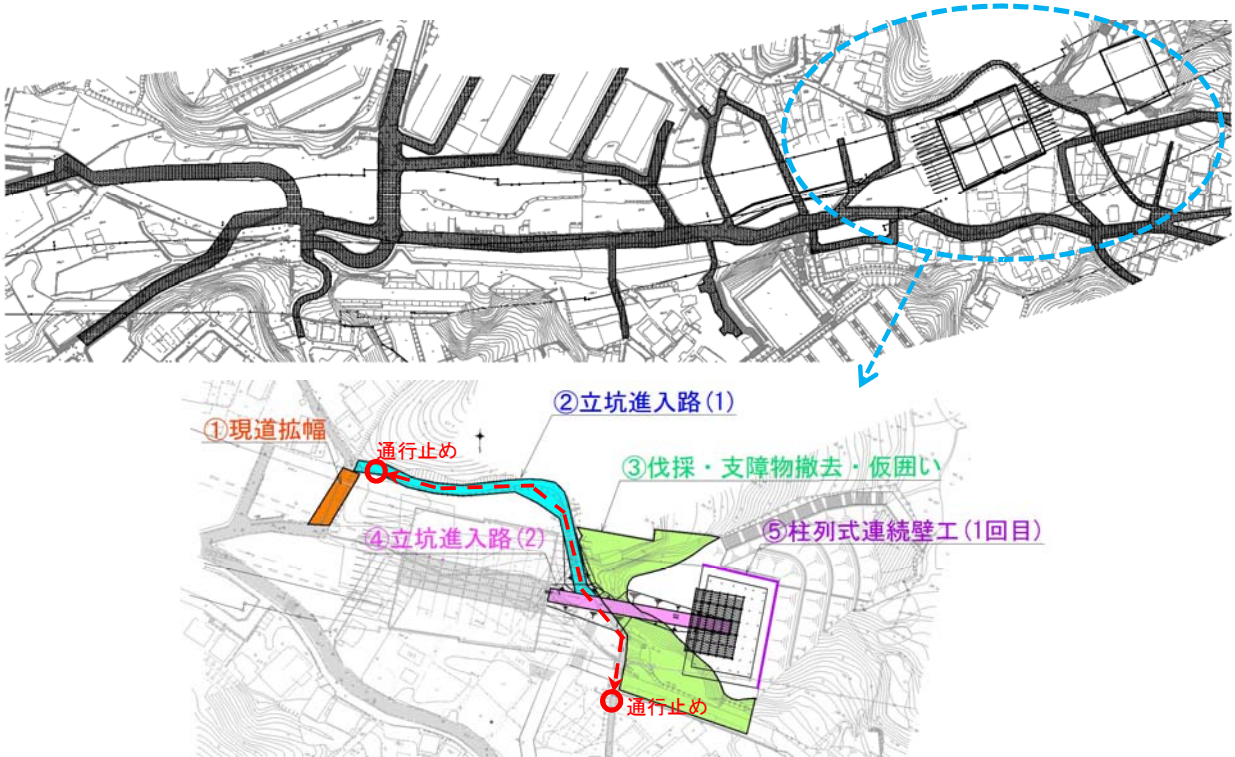 ②立坑進入路(1)
①現道拡幅
通行止め
③伐採・支障物撤去・仮囲い
④立坑進入路(2)
⑤柱列式連続壁工(1回目)
通行止め